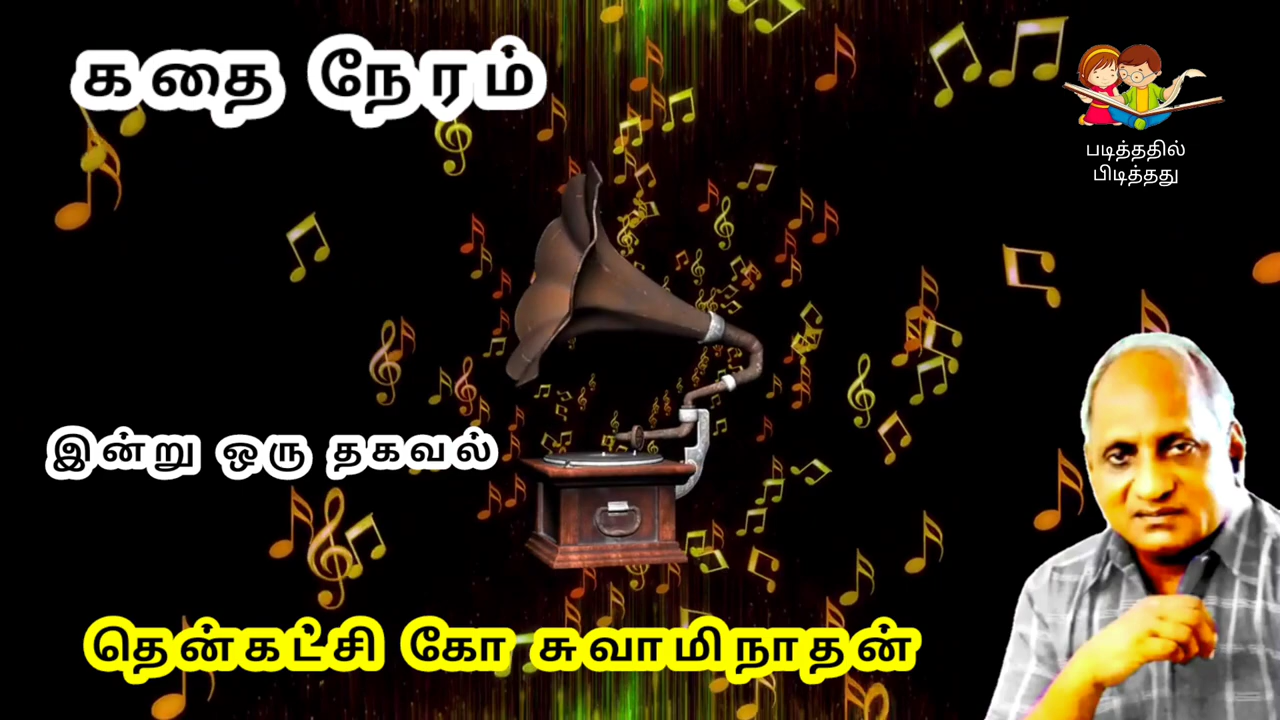 கதை நேரம்
படித்ததில்
பிடித்தது
இன்று ஒரு தகவல்
தென்கட்சி கோ சுவாமிநாதன்